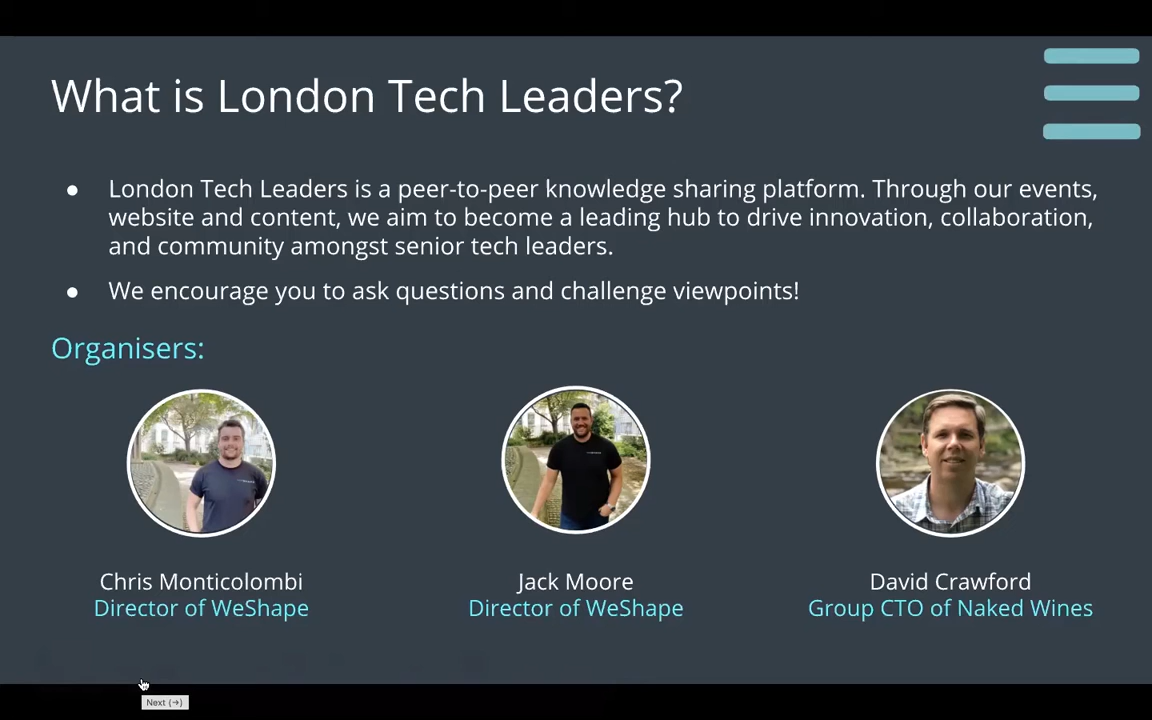 What is London Tech Leaders?
● London Tech Leaders is a peer-to-peer knowledge sharing platform. Through our events,
website and content, we aim to become a leading hub to drive innovation, collaboration,
and community amongst senior tech leaders.
● We encourage you to ask questions and challenge viewpoints!
Organisers:
Chris Monticolombi
Director of WeShape
Jack Moore
Director of WeShape
David Crawford
Group CTO of Naked Wines
Next (→)